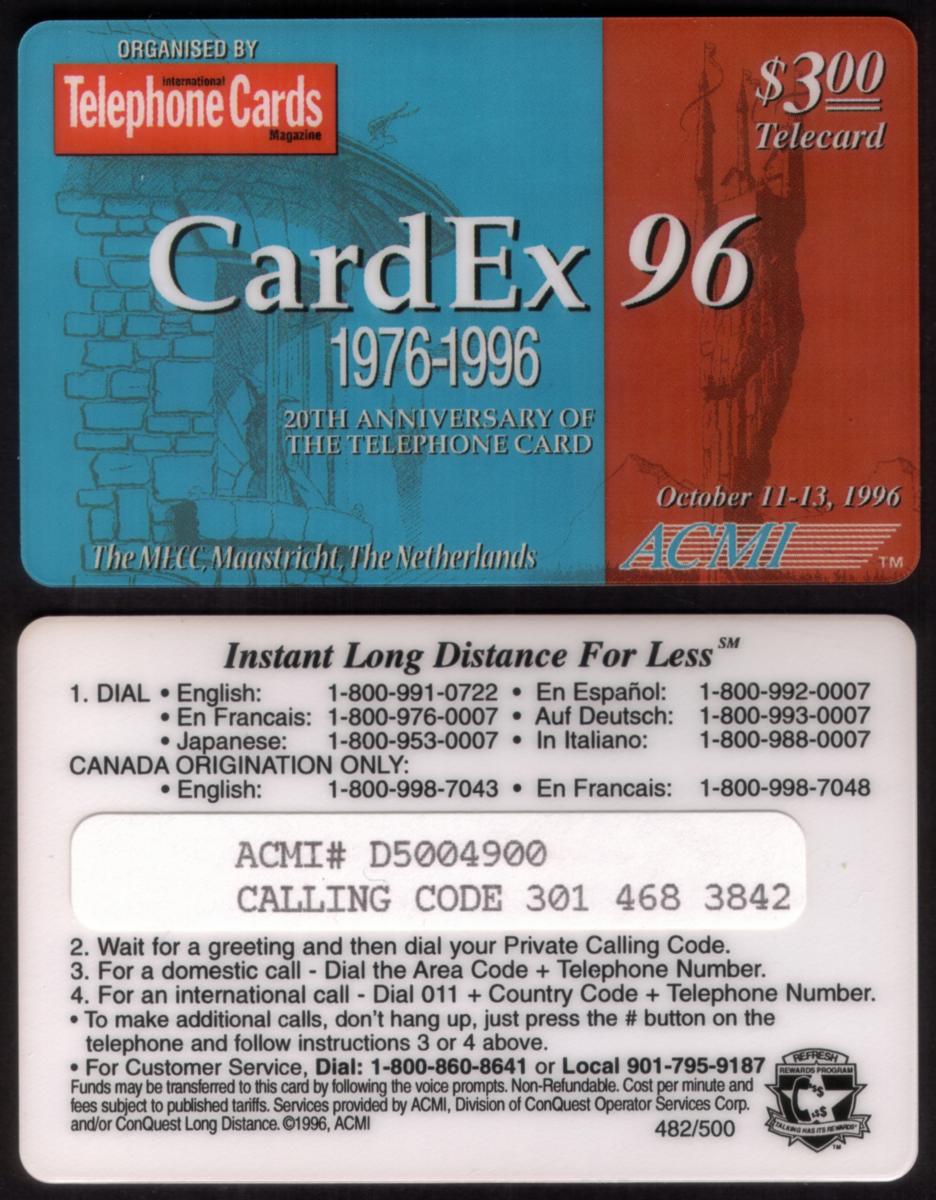 ORGANISED BY
international
Telephone Cards
Magazine
$3.00
Telecard
CardEx 96
1976-1996
20TH ANNIVERSARY OF
THE TELEPHONE CARD
October 11-13, 1996
The MECC, Maastricht, The Netherlands
ACMI TM
Instant Long Distance For Less SM
1. DIAL • English: 1-800-991-0722 • En Español: 1-800-992-0007
• En Francais: 1-800-976-0007 • Auf Deutsch: 1-800-993-0007
• Japanese: 1-800-953-0007 • In Italiano: 1-800-988-0007
CANADA ORIGINATION ONLY:
• English: 1-800-998-7043 • En Francais: 1-800-998-7048
ACMI# D5004900
CALLING CODE 301 468 3842
2. Wait for a greeting and then dial your Private Calling Code.
3. For a domestic call - Dial the Area Code + Telephone Number.
4. For an international call - Dial 011 + Country Code + Telephone Number.
• To make additional calls, don't hang up, just press the # button on the
telephone and follow instructions 3 or 4 above.
• For Customer Service, Dial: 1-800-860-8641 or Local 901-795-9187
Funds may be transferred to this card by following the voice prompts. Non-Refundable. Cost per minute and
fees subject to published tariffs. Services provided by ACMI, Division of ConQuest Operator Services Corp.
and/or ConQuest Long Distance. ©1996, ACMI
482/500
REFRESH
REWARDS PROGRAM
TALKING HAS ITS REWARDS
TM